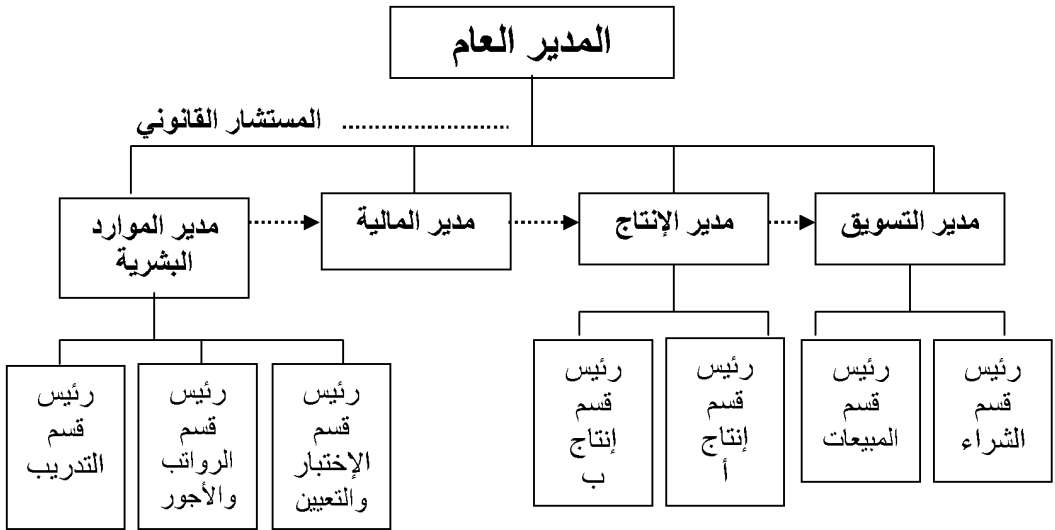 المدير العام
المستشار القانوني ......................
مدير التسويق
مدير الإنتاج
مدير المالية
مدير الموارد
البشرية
رئيس
قسم
الشراء
رئيس
قسم
المبيعات
رئيس
قسم
إنتاج
أ
رئيس
قسم
إنتاج
ب
رئيس
قسم
الإختبار
والتعيين
رئيس
قسم
الرواتب
والأجور
رئيس
قسم
التدريب